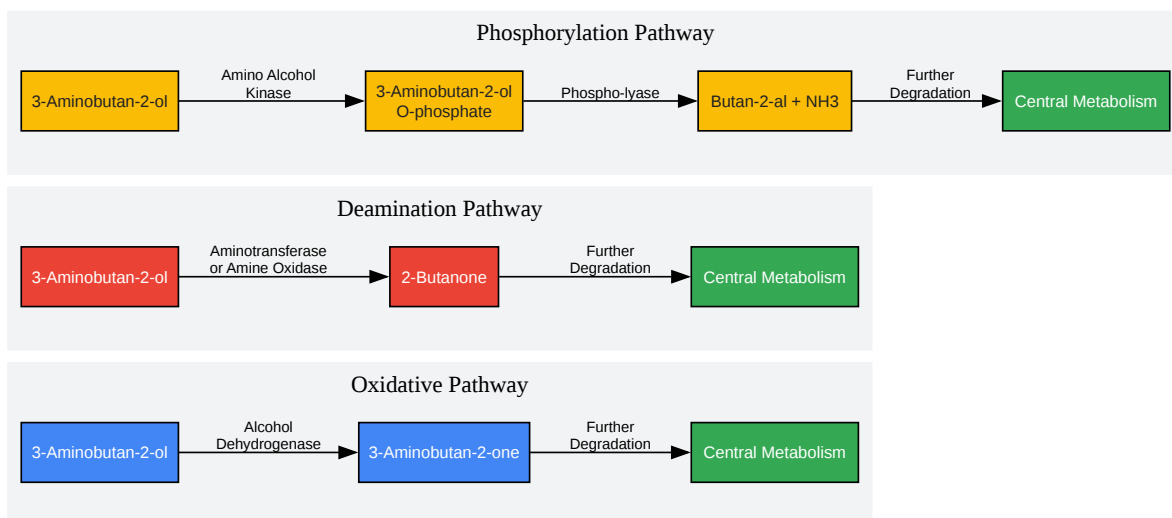 Phosphorylation Pathway
3-Aminobutan-2-ol
Amino Alcohol
Kinase
3-Aminobutan-2-ol
O-phosphate
Phospho-lyase
Butan-2-al + NH3
Further
Degradation
Central Metabolism
Deamination Pathway
3-Aminobutan-2-ol
Aminotransferase
or Amine Oxidase
2-Butanone
Further
Degradation
Central Metabolism
Oxidative Pathway
3-Aminobutan-2-ol
Alcohol
Dehydrogenase
3-Aminobutan-2-one
Further
Degradation
Central Metabolism